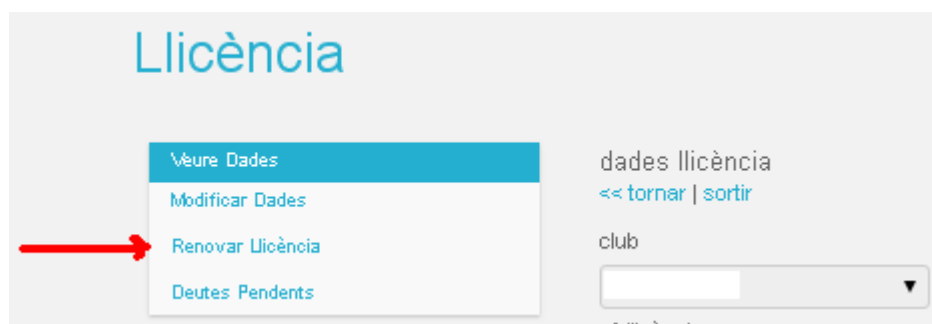 Llicència
Veure Dades
Modificar Dades
Renovar Llicència
Deutes Pendents
dades llicència
<< tornar | sortir
club